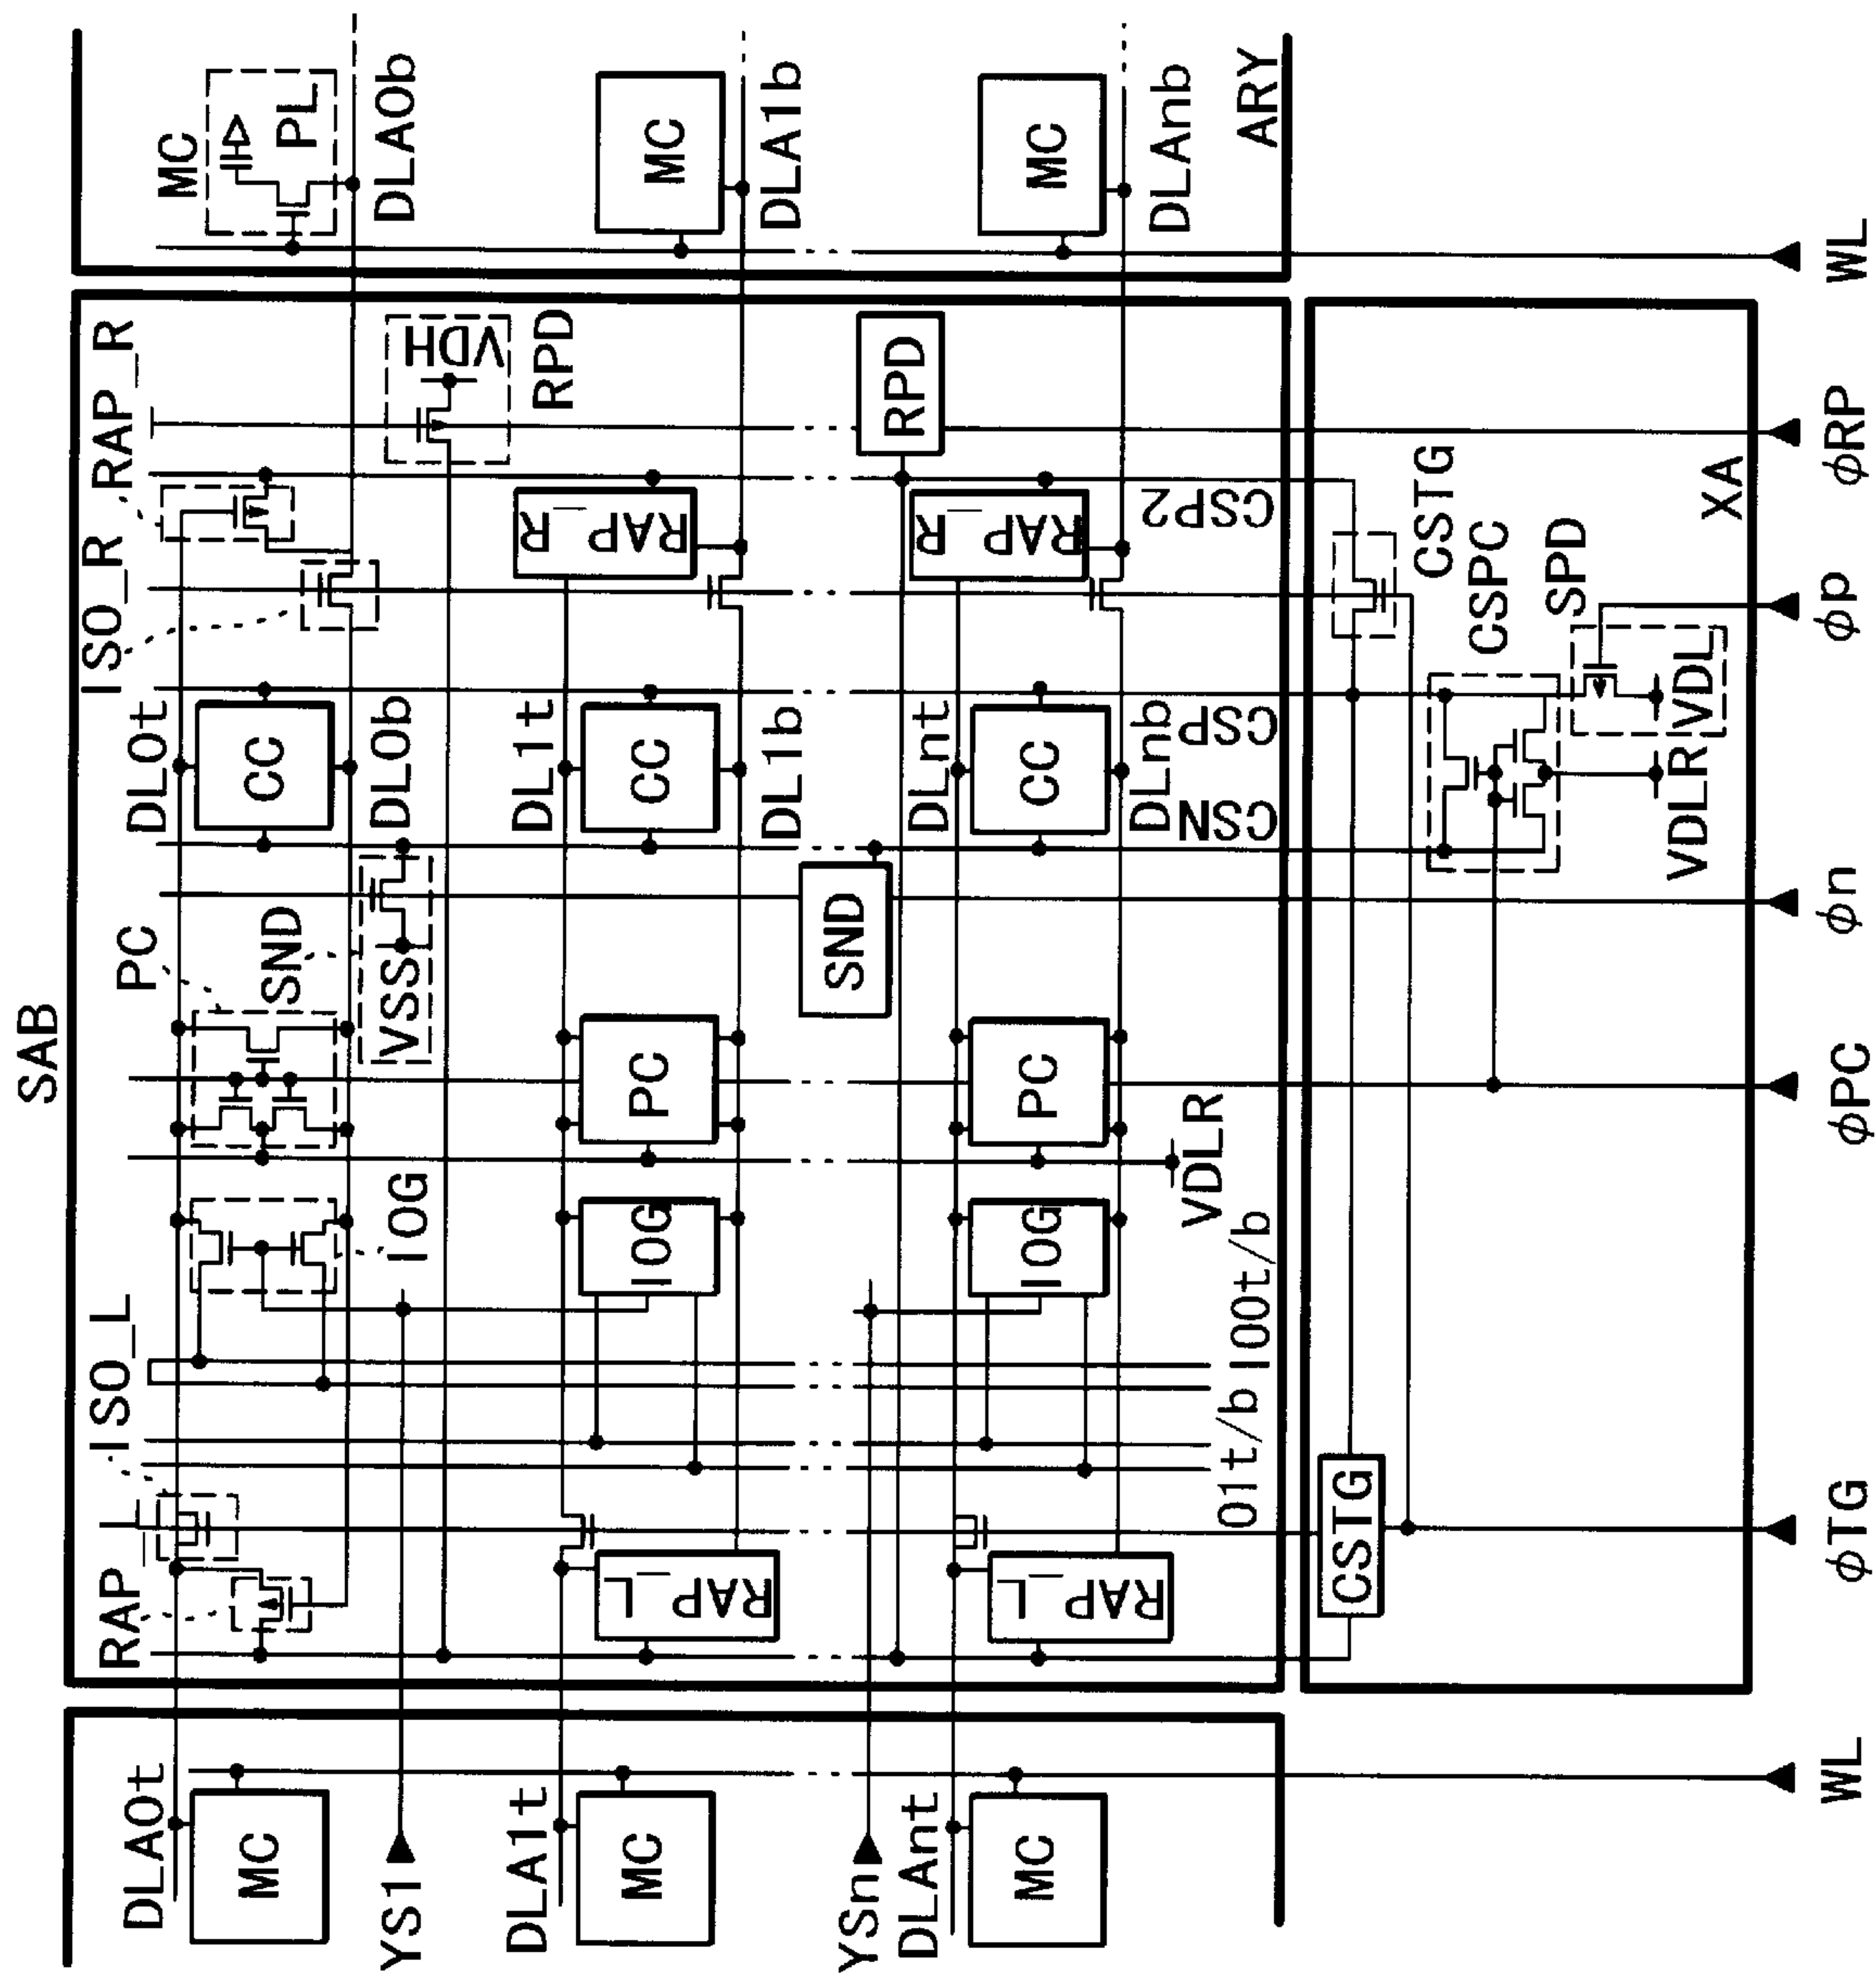 SAB
RAP_L
ISO_L
ISO_R
RAP_R
DLA0t
PC
DL0t
MC
MC
SND
CC
PL
YS1
IOG
VSS
DL0b
DLA0b
VDH
RPD
DLA1t
DL1t
MC
RAP_L
IOG
PC
CC
RAP_R
MC
DL1b
DLA1b
YSn
SND
RPD
DLAnt
DLnt
MC
RAP_L
IOG
PC
CC
RAP_R
MC
DLnb
DLAnb
O1t/b
IO0t/b
VDLR
CSN
CSP
CSP2
ARY
CSTG
CSTG
CSPC
SPD
VDLR
VDL
XA
WL
φTG
φPC
φn
φp
φRP
WL